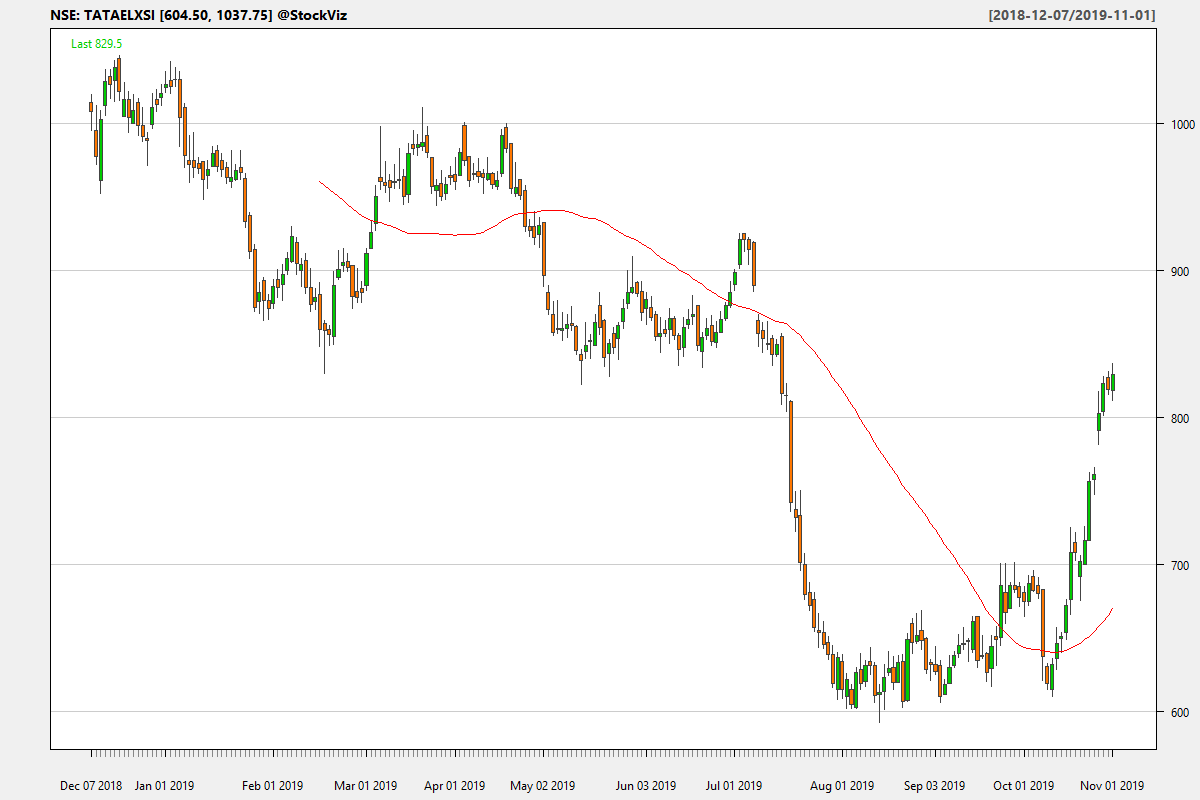 NSE: TATAELXSI [604.50, 1037.75] @StockViz [2018-12-07/2019-11-01]
Last 829.5
1000
900
800
700
600
Dec 07 2018 Jan 01 2019 Feb 01 2019 Mar 01 2019 Apr 01 2019 May 02 2019 Jun 03 2019 Jul 01 2019 Aug 01 2019 Sep 03 2019 Oct 01 2019 Nov 01 2019